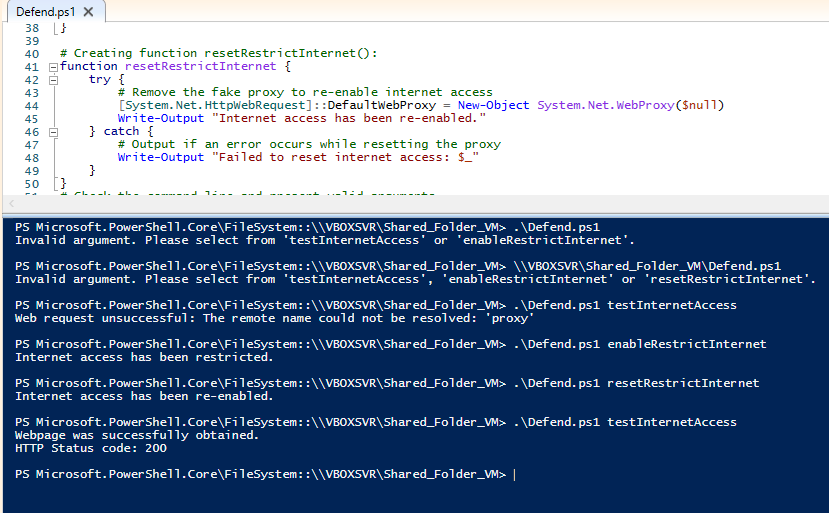 Defend.ps1
38 }
39
40 # Creating function resetRestrictInternet():
41 function resetRestrictInternet {
42 try {
43 # Remove the fake proxy to re-enable internet access
44 [System.Net.HttpWebRequest]::DefaultWebProxy = New-Object System.Net.WebProxy($null)
45 Write-Output "Internet access has been re-enabled."
46 } catch {
47 # Output if an error occurs while resetting the proxy
48 Write-Output "Failed to reset internet access: $_"
49 }
50 }
PS Microsoft.PowerShell.Core\FileSystem::\\VBOXSVR\Shared_Folder_VM> .\Defend.ps1
Invalid argument. Please select from 'testInternetAccess' or 'enableRestrictInternet'.
PS Microsoft.PowerShell.Core\FileSystem::\\VBOXSVR\Shared_Folder_VM> \\VBOXSVR\Shared_Folder_VM\Defend.ps1
Invalid argument. Please select from 'testInternetAccess', 'enableRestrictInternet' or 'resetRestrictInternet'.
PS Microsoft.PowerShell.Core\FileSystem::\\VBOXSVR\Shared_Folder_VM> .\Defend.ps1 testInternetAccess
Web request unsuccessful: The remote name could not be resolved: 'proxy'
PS Microsoft.PowerShell.Core\FileSystem::\\VBOXSVR\Shared_Folder_VM> .\Defend.ps1 enableRestrictInternet
Internet access has been restricted.
PS Microsoft.PowerShell.Core\FileSystem::\\VBOXSVR\Shared_Folder_VM> .\Defend.ps1 resetRestrictInternet
Internet access has been re-enabled.
PS Microsoft.PowerShell.Core\FileSystem::\\VBOXSVR\Shared_Folder_VM> .\Defend.ps1 testInternetAccess
Webpage was successfully obtained.
HTTP Status code: 200
PS Microsoft.PowerShell.Core\FileSystem::\\VBOXSVR\Shared_Folder_VM>